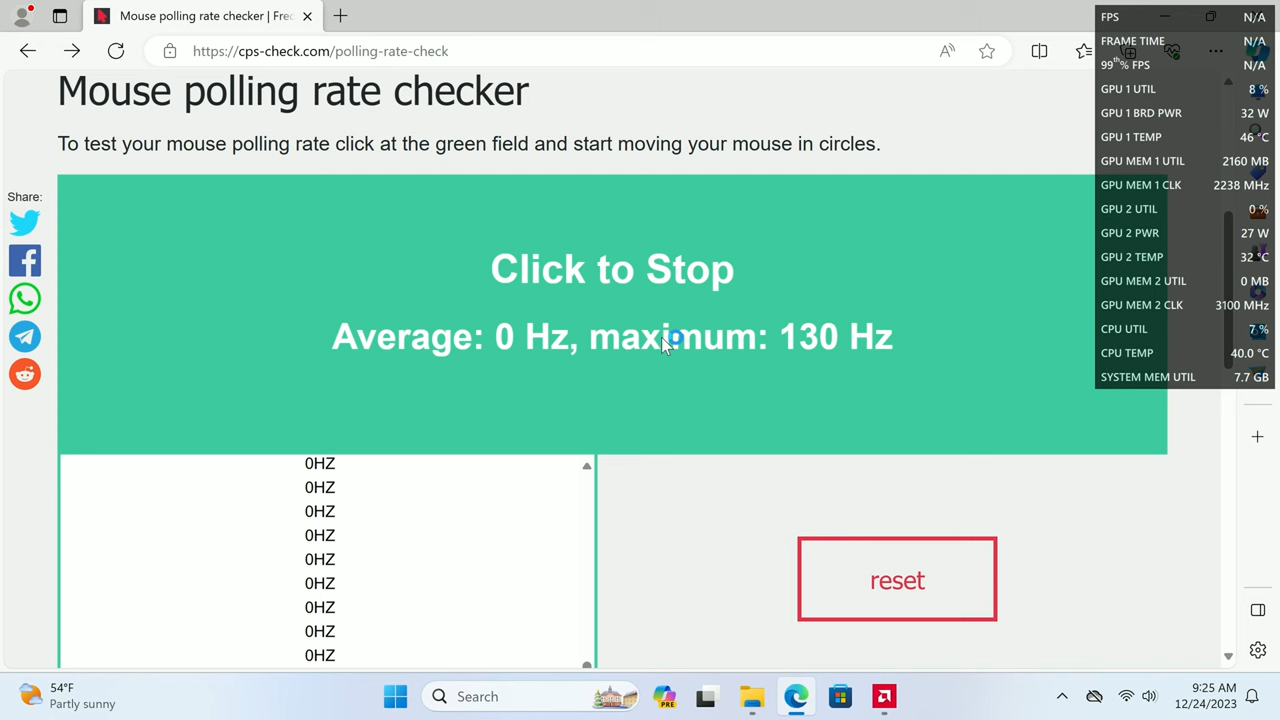 Mouse polling rate checker | Fre
https://cps-check.com/polling-rate-check
Mouse polling rate checker
To test your mouse polling rate click at the green field and start moving your mouse in circles.
Share:
Click to Stop
Average: 0 Hz, maximum: 130 Hz
0HZ
0HZ
0HZ
0HZ
0HZ
0HZ
0HZ
0HZ
0HZ
reset
FPS N/A
FRAME TIME N/A
99th% FPS N/A
GPU 1 UTIL 8 %
GPU 1 BRD PWR 32 W
GPU 1 TEMP 46 °C
GPU MEM 1 UTIL 2160 MB
GPU MEM 1 CLK 2238 MHz
GPU 2 UTIL 0 %
GPU 2 PWR 27 W
GPU 2 TEMP 32 °C
GPU MEM 2 UTIL 0 MB
GPU MEM 2 CLK 3100 MHz
CPU UTIL 7 %
CPU TEMP 40.0 °C
SYSTEM MEM UTIL 7.7 GB
54°F
Partly sunny
Search
PRE
9:25 AM
12/24/2023